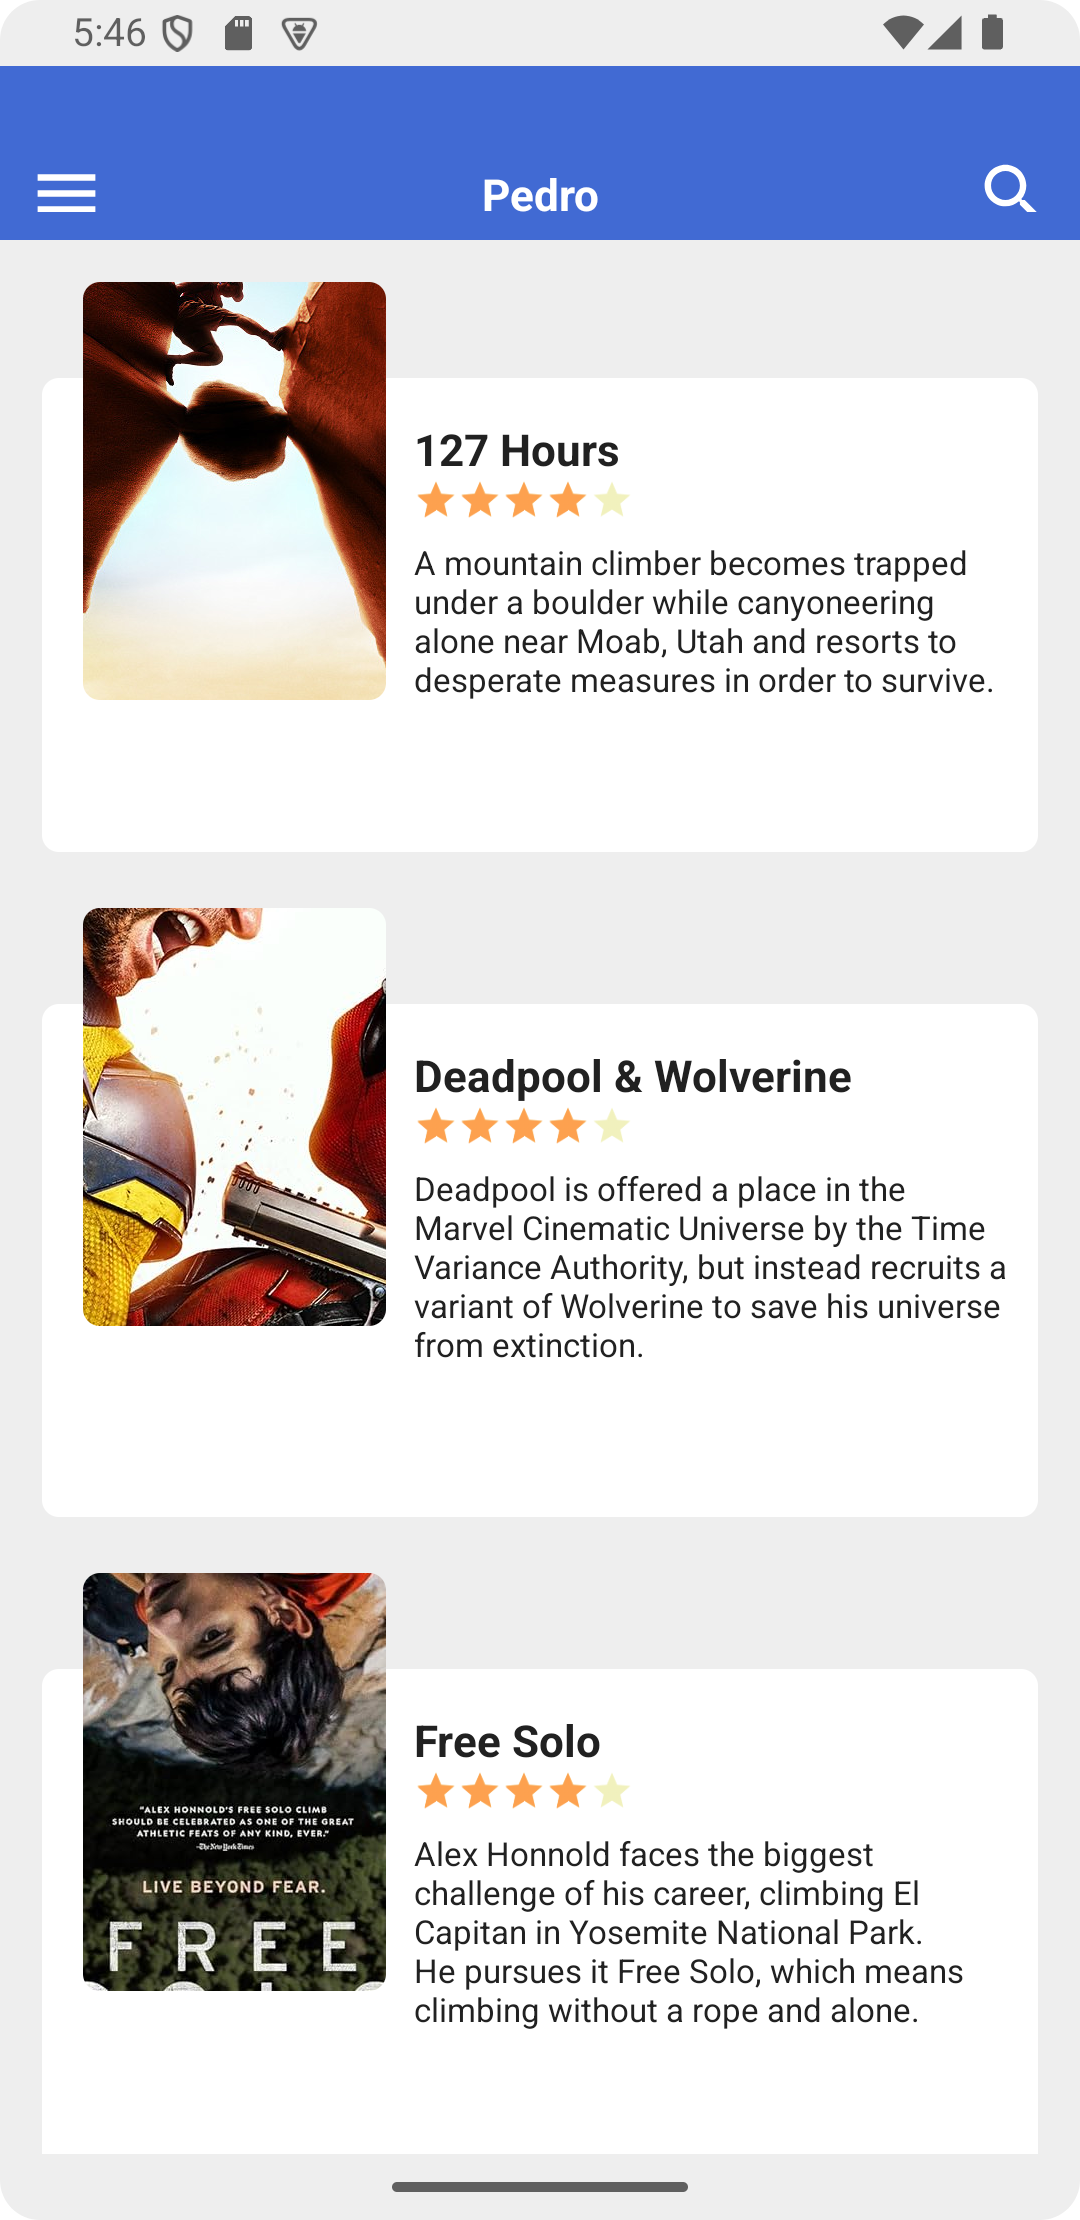 5:46
Pedro
127 Hours
A mountain climber becomes trapped
under a boulder while canyoneering
alone near Moab, Utah and resorts to
desperate measures in order to survive.
Deadpool & Wolverine
Deadpool is offered a place in the
Marvel Cinematic Universe by the Time
Variance Authority, but instead recruits a
variant of Wolverine to save his universe
from extinction.
"ALEX HONNOLD'S FREE SOLO CLIMB
SHOULD BE CELEBRATED AS ONE OF THE GREAT
ATHLETIC FEATS OF ANY KIND, EVER."
-The New York Times
LIVE BEYOND FEAR.
FREE
Free Solo
Alex Honnold faces the biggest
challenge of his career, climbing El
Capitan in Yosemite National Park.
He pursues it Free Solo, which means
climbing without a rope and alone.